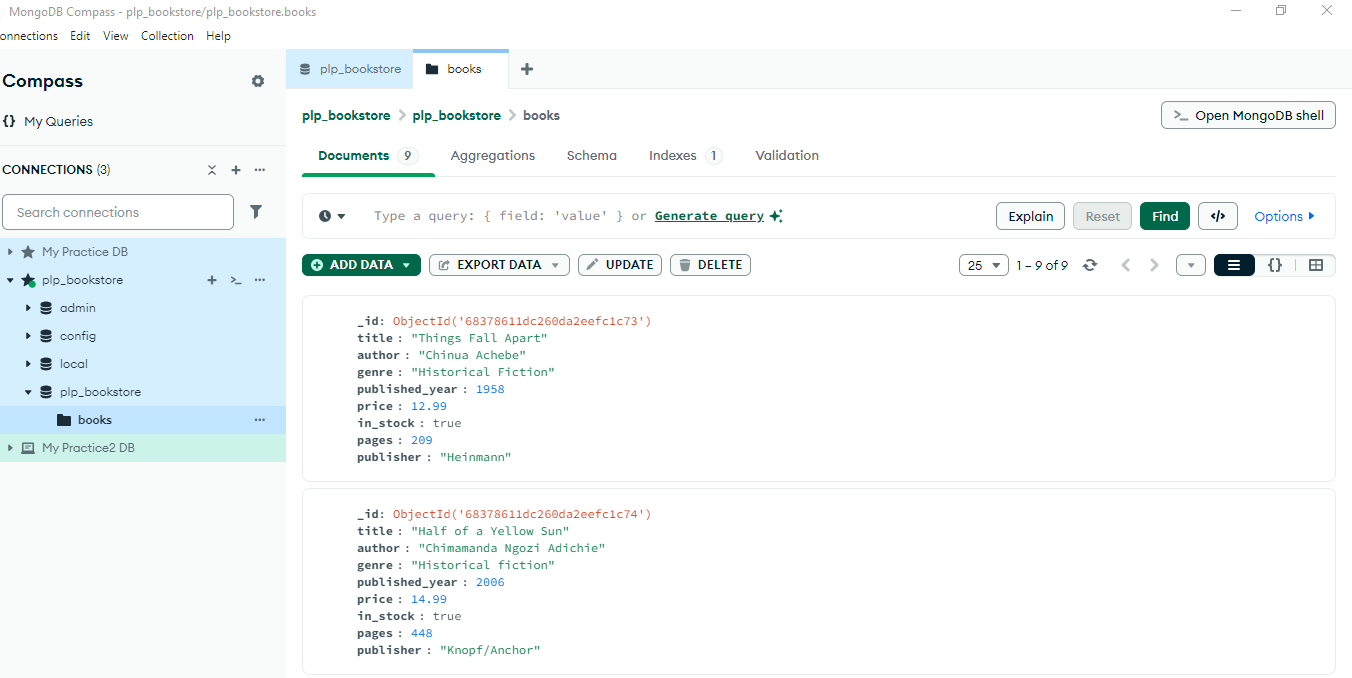 MongoDB Compass - plp_bookstore/plp_bookstore.books
onnections Edit View Collection Help
Compass
{} My Queries
CONNECTIONS (3)
Search connections
My Practice DB
plp_bookstore
admin
config
local
plp_bookstore
books
My Practice2 DB
plp_bookstore books
plp_bookstore > plp_bookstore > books
>_ Open MongoDB shell
Documents 9 Aggregations Schema Indexes 1 Validation
Type a query: { field: 'value' } or Generate query
Explain Reset Find </> Options
ADD DATA EXPORT DATA UPDATE DELETE
25 1 – 9 of 9 {}
_id: ObjectId('68378611dc260da2eefc1c73')
title : "Things Fall Apart"
author : "Chinua Achebe"
genre : "Historical Fiction"
published_year : 1958
price : 12.99
in_stock : true
pages : 209
publisher : "Heinmann"
_id: ObjectId('68378611dc260da2eefc1c74')
title : "Half of a Yellow Sun"
author : "Chimamanda Ngozi Adichie"
genre : "Historical fiction"
published_year : 2006
price : 14.99
in_stock : true
pages : 448
publisher : "Knopf/Anchor"